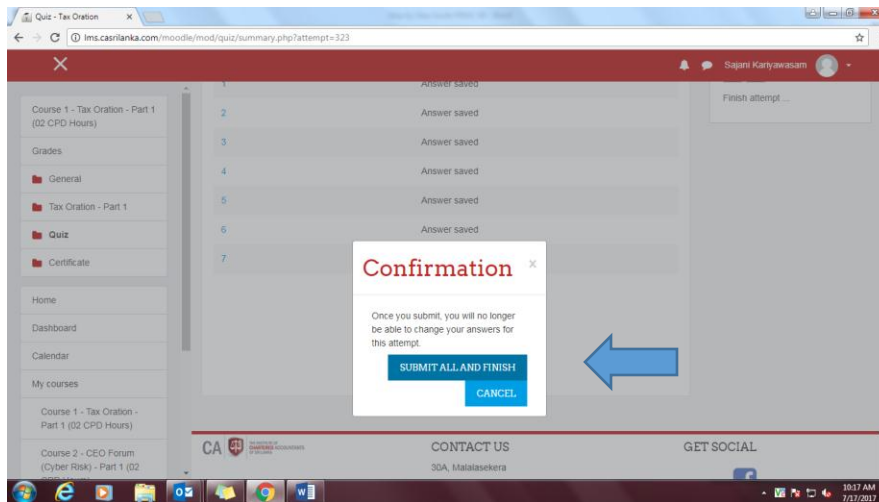 Quiz - Tax Oration
lms.casrilanka.com/moodle/mod/quiz/summary.php?attempt=323
Sajani Kariyawasam
Course 1 - Tax Oration - Part 1
(02 CPD Hours)
Grades
General
Tax Oration - Part 1
Quiz
Certificate
Home
Dashboard
Calendar
My courses
Course 1 - Tax Oration -
Part 1 (02 CPD Hours)
Course 2 - CEO Forum
(Cyber Risk) - Part 1 (02
1 Answer saved
2 Answer saved
3 Answer saved
4 Answer saved
5 Answer saved
6 Answer saved
7
Finish attempt ...
Confirmation ×
Once you submit, you will no longer
be able to change your answers for
this attempt.
SUBMIT ALL AND FINISH
CANCEL
CA
CONTACT US
30A, Malalasekera
GET SOCIAL
10:17 AM
7/17/2017